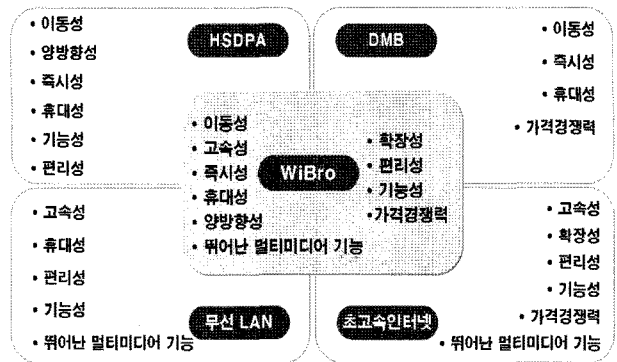 HSDPA
• 이동성
• 양방향성
• 즉시성
• 휴대성
• 기능성
• 편리성
DMB
• 이동성
• 즉시성
• 휴대성
• 가격경쟁력
WiBro
• 이동성
• 고속성
• 즉시성
• 휴대성
• 양방향성
• 뛰어난 멀티미디어 기능
• 확장성
• 편리성
• 기능성
•가격경쟁력
• 고속성
• 휴대성
• 편리성
• 기능성
• 뛰어난 멀티미디어 기능
무선 LAN
• 고속성
• 확장성
• 편리성
• 기능성
• 가격경쟁력
• 뛰어난 멀티미디어 기능
초고속인터넷